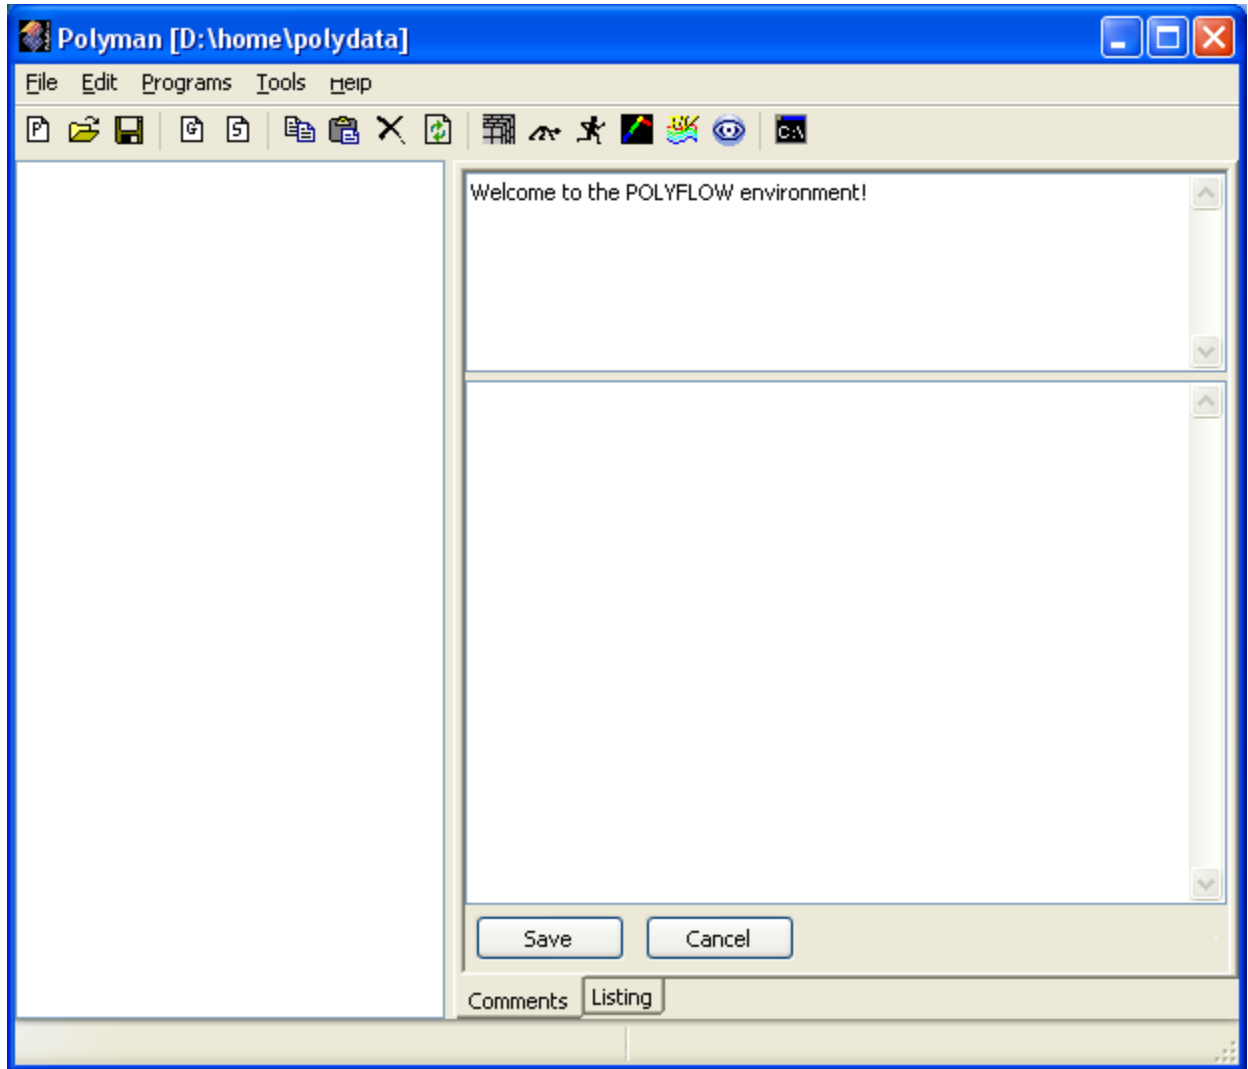 Polyman [D:\home\polydata]
File Edit Programs Tools Help
P G S C:\
Welcome to the POLYFLOW environment!
Save Cancel
Comments Listing